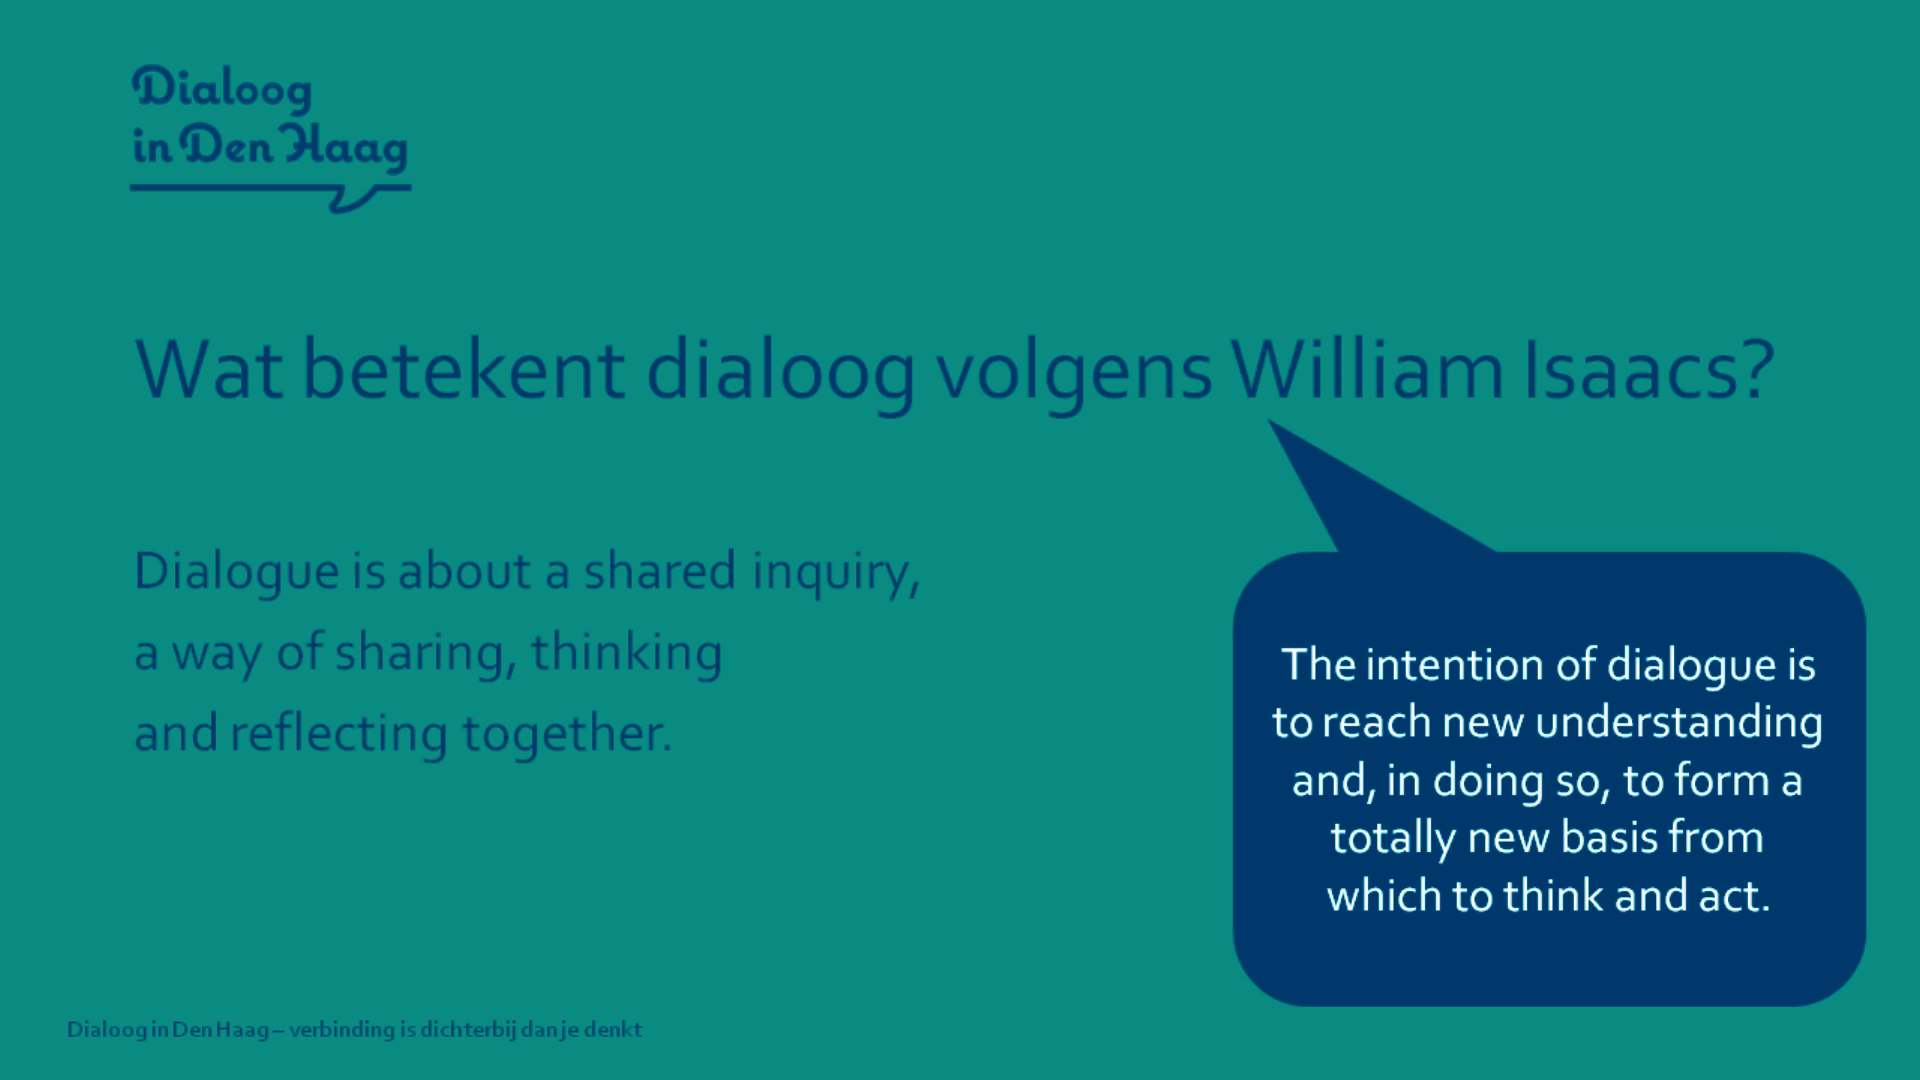 Dialoog
in Den Haag
Wat betekent dialoog volgens William Isaacs?
Dialogue is about a shared inquiry,
a way of sharing, thinking
and reflecting together.
The intention of dialogue is
to reach new understanding
and, in doing so, to form a
totally new basis from
which to think and act.
Dialoog in Den Haag – verbinding is dichterbij dan je denkt